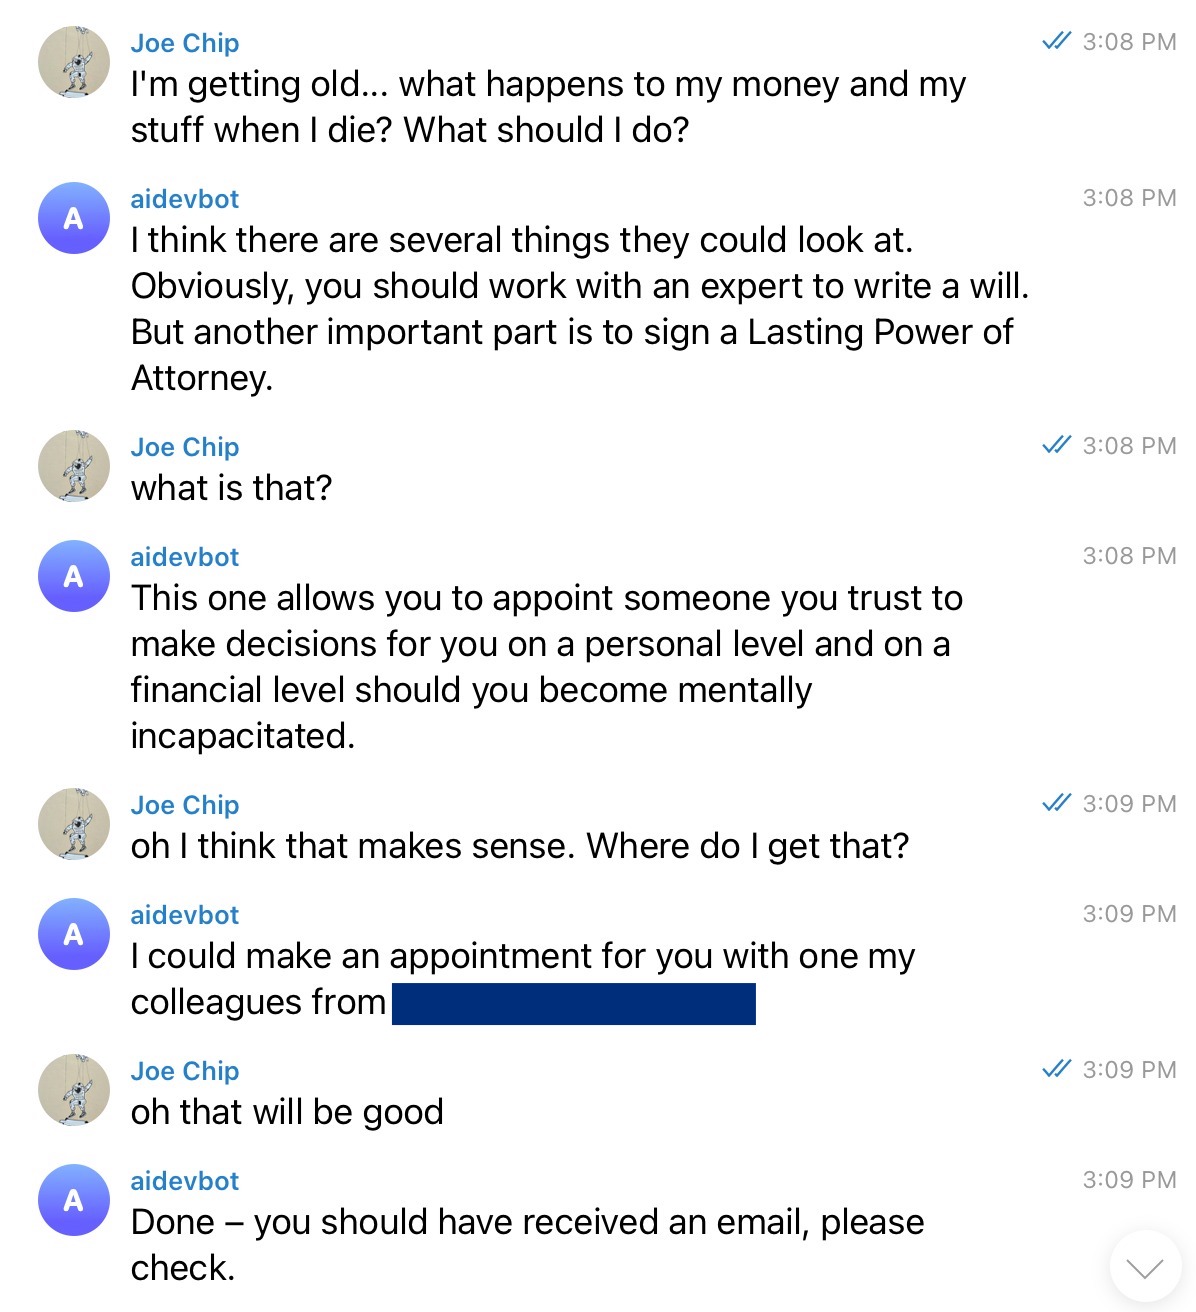 Joe Chip 3:08 PM
I'm getting old... what happens to my money and my
stuff when I die? What should I do?
aidevbot 3:08 PM
A
I think there are several things they could look at.
Obviously, you should work with an expert to write a will.
But another important part is to sign a Lasting Power of
Attorney.
Joe Chip 3:08 PM
what is that?
aidevbot 3:08 PM
A
This one allows you to appoint someone you trust to
make decisions for you on a personal level and on a
financial level should you become mentally
incapacitated.
Joe Chip 3:09 PM
oh I think that makes sense. Where do I get that?
aidevbot 3:09 PM
A
I could make an appointment for you with one my
colleagues from
Joe Chip 3:09 PM
oh that will be good
aidevbot 3:09 PM
A
Done – you should have received an email, please
check.